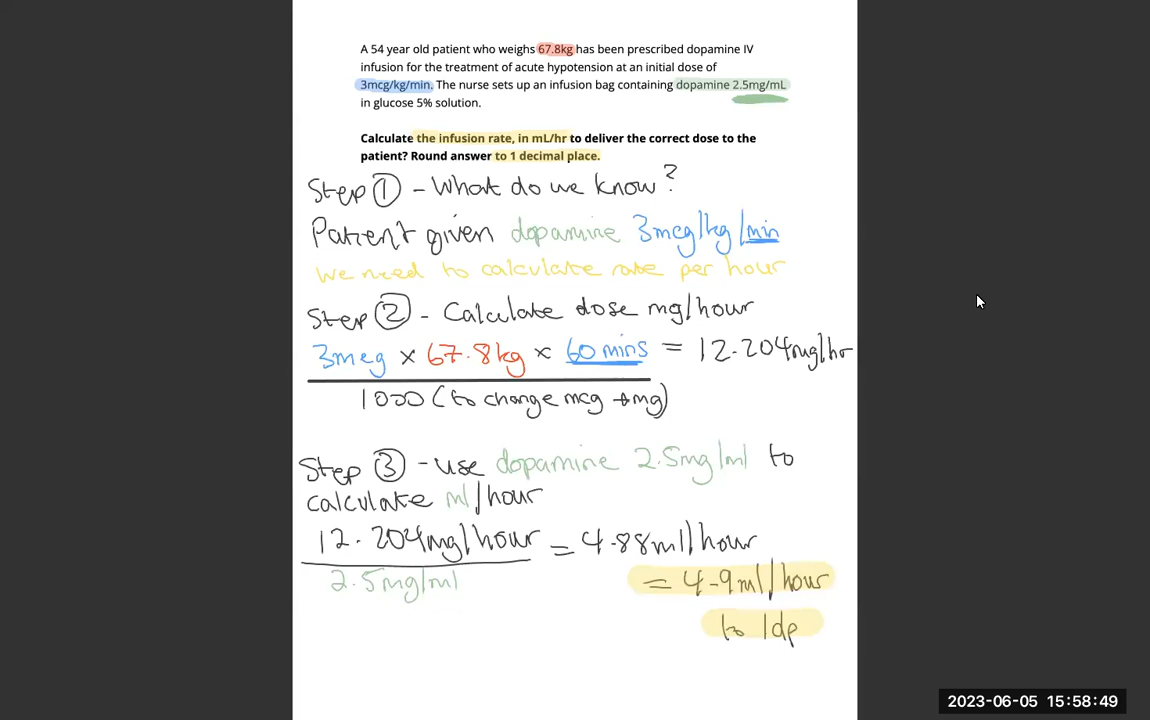 A 54 year old patient who weighs 67.8kg has been prescribed dopamine IV
infusion for the treatment of acute hypotension at an initial dose of
3mcg/kg/min. The nurse sets up an infusion bag containing dopamine 2.5mg/mL
in glucose 5% solution.
Calculate the infusion rate, in mL/hr to deliver the correct dose to the
patient? Round answer to 1 decimal place.
Step 1 - What do we know?
Patient given dopamine 3mcg/kg/min
we need to calculate rate per hour
Step 2 - Calculate dose mg/hour
3mcg × 67.8kg × 60 mins = 12.204mg/hr
1000 (to change mcg → mg)
Step 3 - use dopamine 2.5mg/ml to
calculate ml/hour
12.204mg/hour = 4.88ml/hour
2.5mg/ml
= 4.9ml/hour
to 1dp
2023-06-05 15:58:49